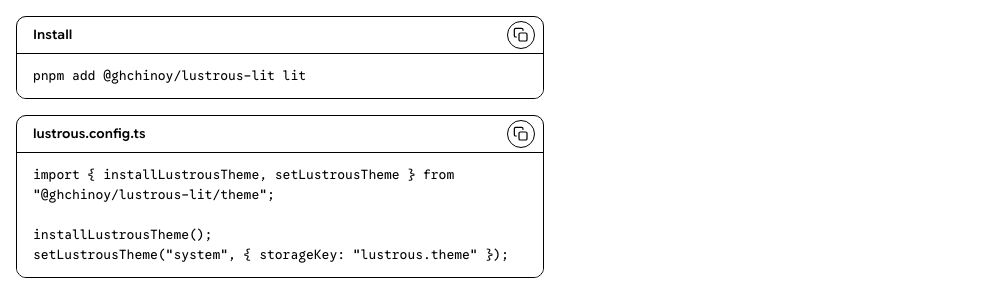 Install
pnpm add @ghchinoy/lustrous-lit lit
lustrous.config.ts
import { installLustrousTheme, setLustrousTheme } from
"@ghchinoy/lustrous-lit/theme";
installLustrousTheme();
setLustrousTheme("system", { storageKey: "lustrous.theme" });